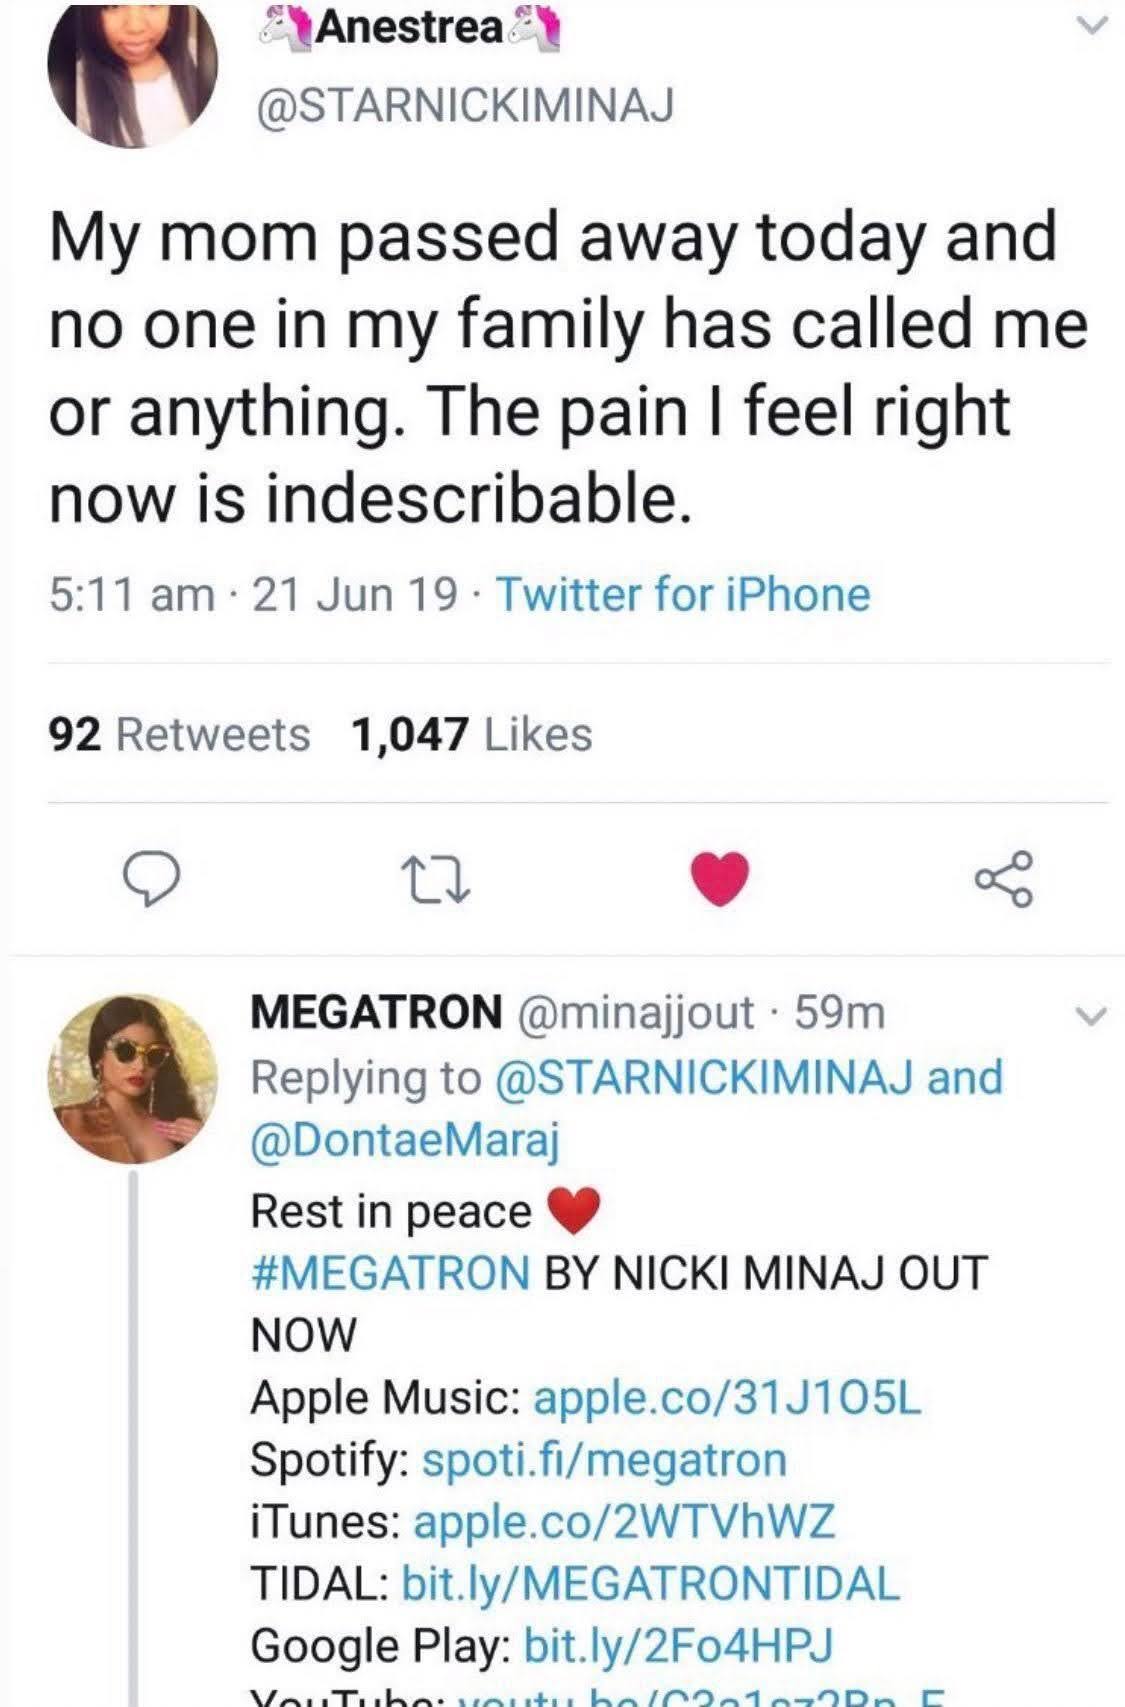 🦄Anestrea🦄
@STARNICKIMINAJ
My mom passed away today and
no one in my family has called me
or anything. The pain I feel right
now is indescribable.
5:11 am · 21 Jun 19 · Twitter for iPhone
92 Retweets 1,047 Likes
MEGATRON @minajjout · 59m
Replying to @STARNICKIMINAJ and
@DontaeMaraj
Rest in peace ❤️
#MEGATRON BY NICKI MINAJ OUT
NOW
Apple Music: apple.co/31J1O5L
Spotify: spoti.fi/megatron
iTunes: apple.co/2WTVhWZ
TIDAL: bit.ly/MEGATRONTIDAL
Google Play: bit.ly/2Fo4HPJ
YouTube: